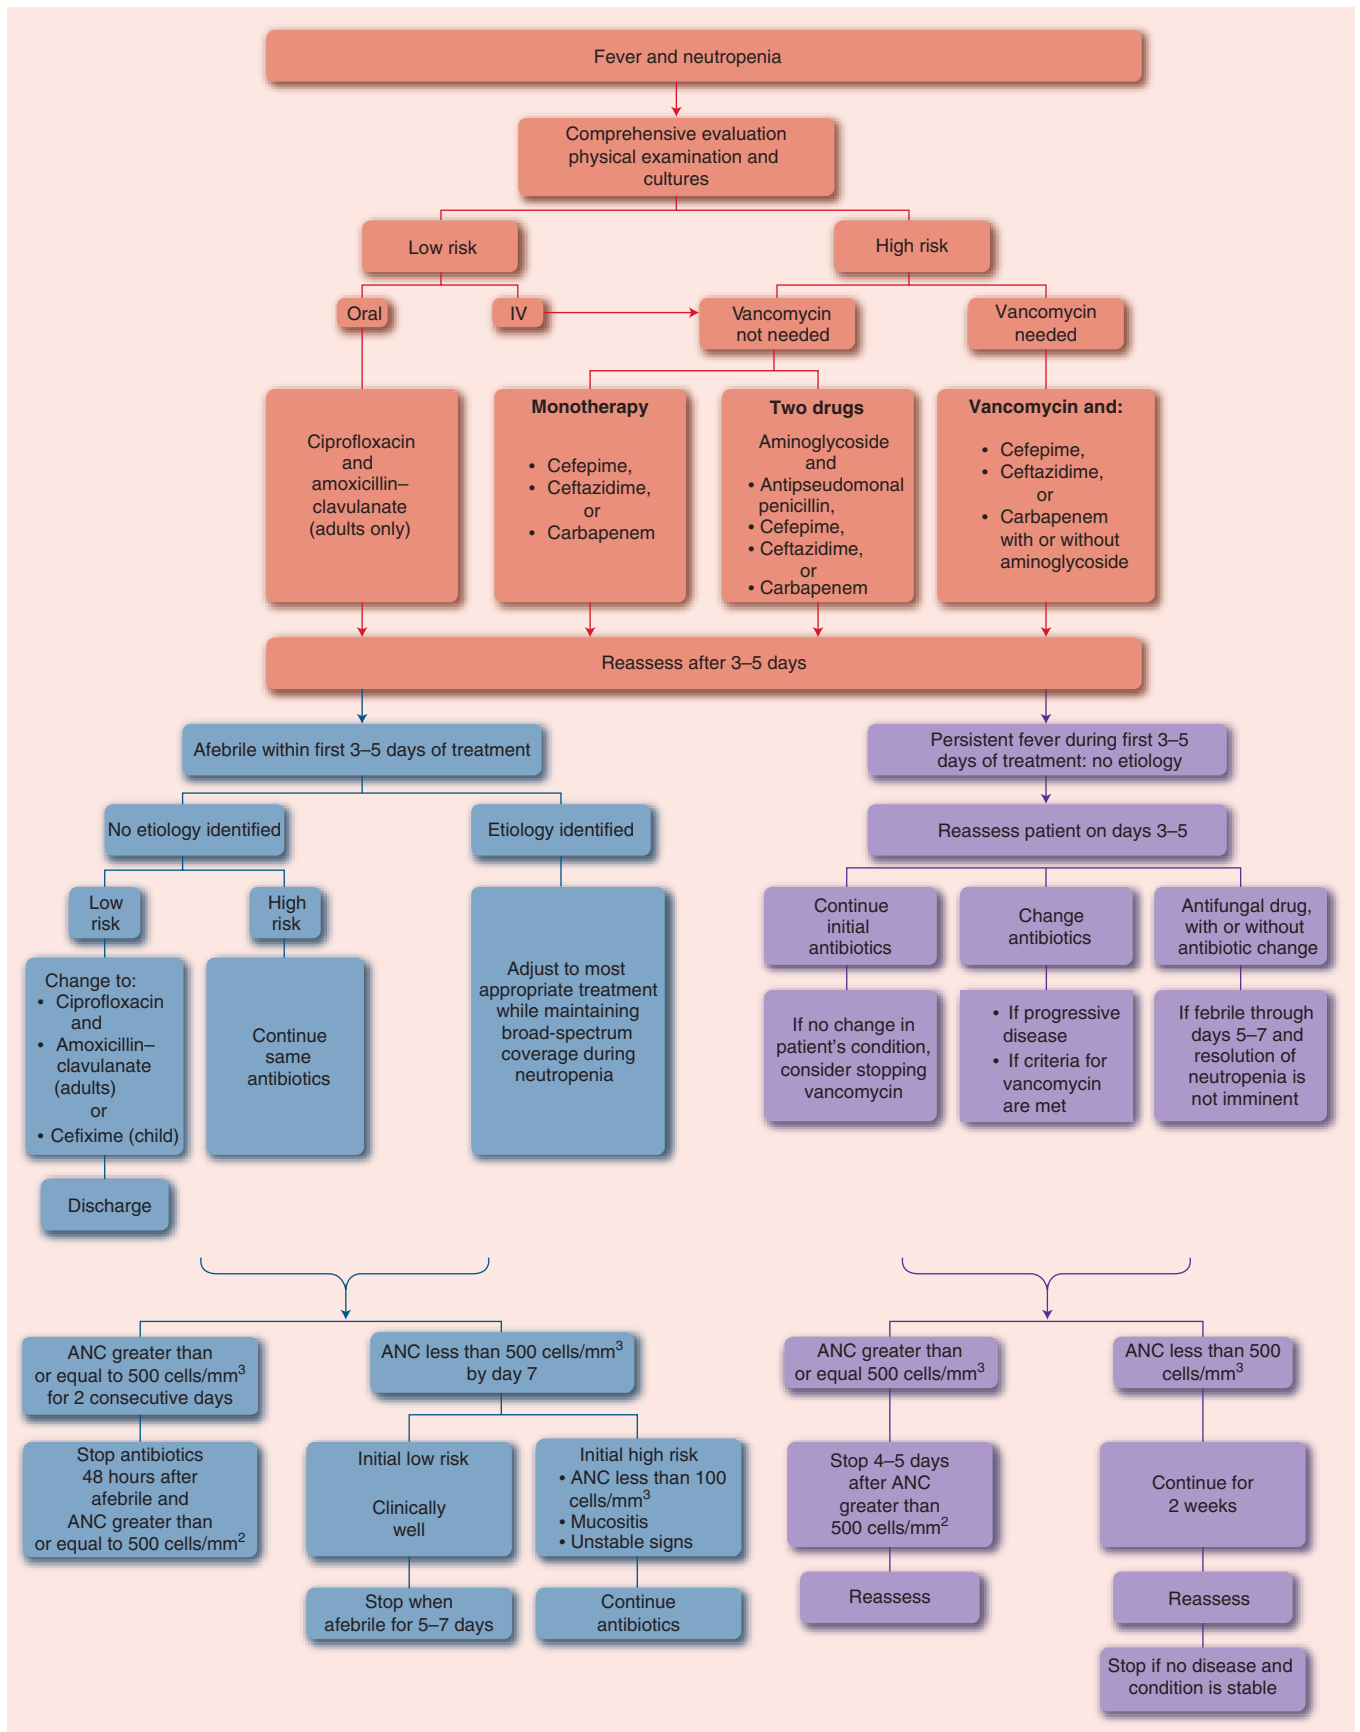 Fever and neutropenia
Comprehensive evaluation
physical examination and
cultures
Low risk
High risk
Oral
IV
Vancomycin
not needed
Vancomycin
needed
Ciprofloxacin
and
amoxicillin–
clavulanate
(adults only)
Monotherapy
• Cefepime,
• Ceftazidime,
or
• Carbapenem
Two drugs
Aminoglycoside
and
• Antipseudomonal
penicillin,
• Cefepime,
• Ceftazidime,
or
• Carbapenem
Vancomycin and:
• Cefepime,
• Ceftazidime,
or
• Carbapenem
with or without
aminoglycoside
Reassess after 3–5 days
Afebrile within first 3–5 days of treatment
No etiology identified
Etiology identified
Low
risk
High
risk
Change to:
• Ciprofloxacin
and
• Amoxicillin–
clavulanate
(adults)
or
• Cefixime (child)
Continue
same
antibiotics
Adjust to most
appropriate treatment
while maintaining
broad-spectrum
coverage during
neutropenia
Discharge
Persistent fever during first 3–5
days of treatment: no etiology
Reassess patient on days 3–5
Continue
initial
antibiotics
Change
antibiotics
Antifungal drug,
with or without
antibiotic change
If no change in
patient’s condition,
consider stopping
vancomycin
• If progressive
disease
• If criteria for
vancomycin
are met
If febrile through
days 5–7 and
resolution of
neutropenia is
not imminent
ANC greater than
or equal to 500 cells/mm³
for 2 consecutive days
ANC less than 500 cells/mm³
by day 7
Stop antibiotics
48 hours after
afebrile and
ANC greater than
or equal to 500 cells/mm²
Initial low risk
Clinically
well
Initial high risk
• ANC less than 100
cells/mm³
• Mucositis
• Unstable signs
Stop when
afebrile for 5–7 days
Continue
antibiotics
ANC greater than
or equal 500 cells/mm³
ANC less than 500
cells/mm³
Stop 4–5 days
after ANC
greater than
500 cells/mm²
Continue for
2 weeks
Reassess
Reassess
Stop if no disease and
condition is stable